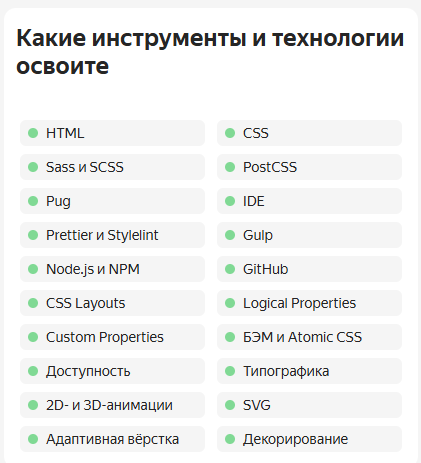 Какие инструменты и технологии
освоите
HTML
CSS
Sass и SCSS
PostCSS
Pug
IDE
Prettier и Stylelint
Gulp
Node.js и NPM
GitHub
CSS Layouts
Logical Properties
Custom Properties
БЭМ и Atomic CSS
Доступность
Типографика
2D- и 3D-анимации
SVG
Адаптивная вёрстка
Декорирование